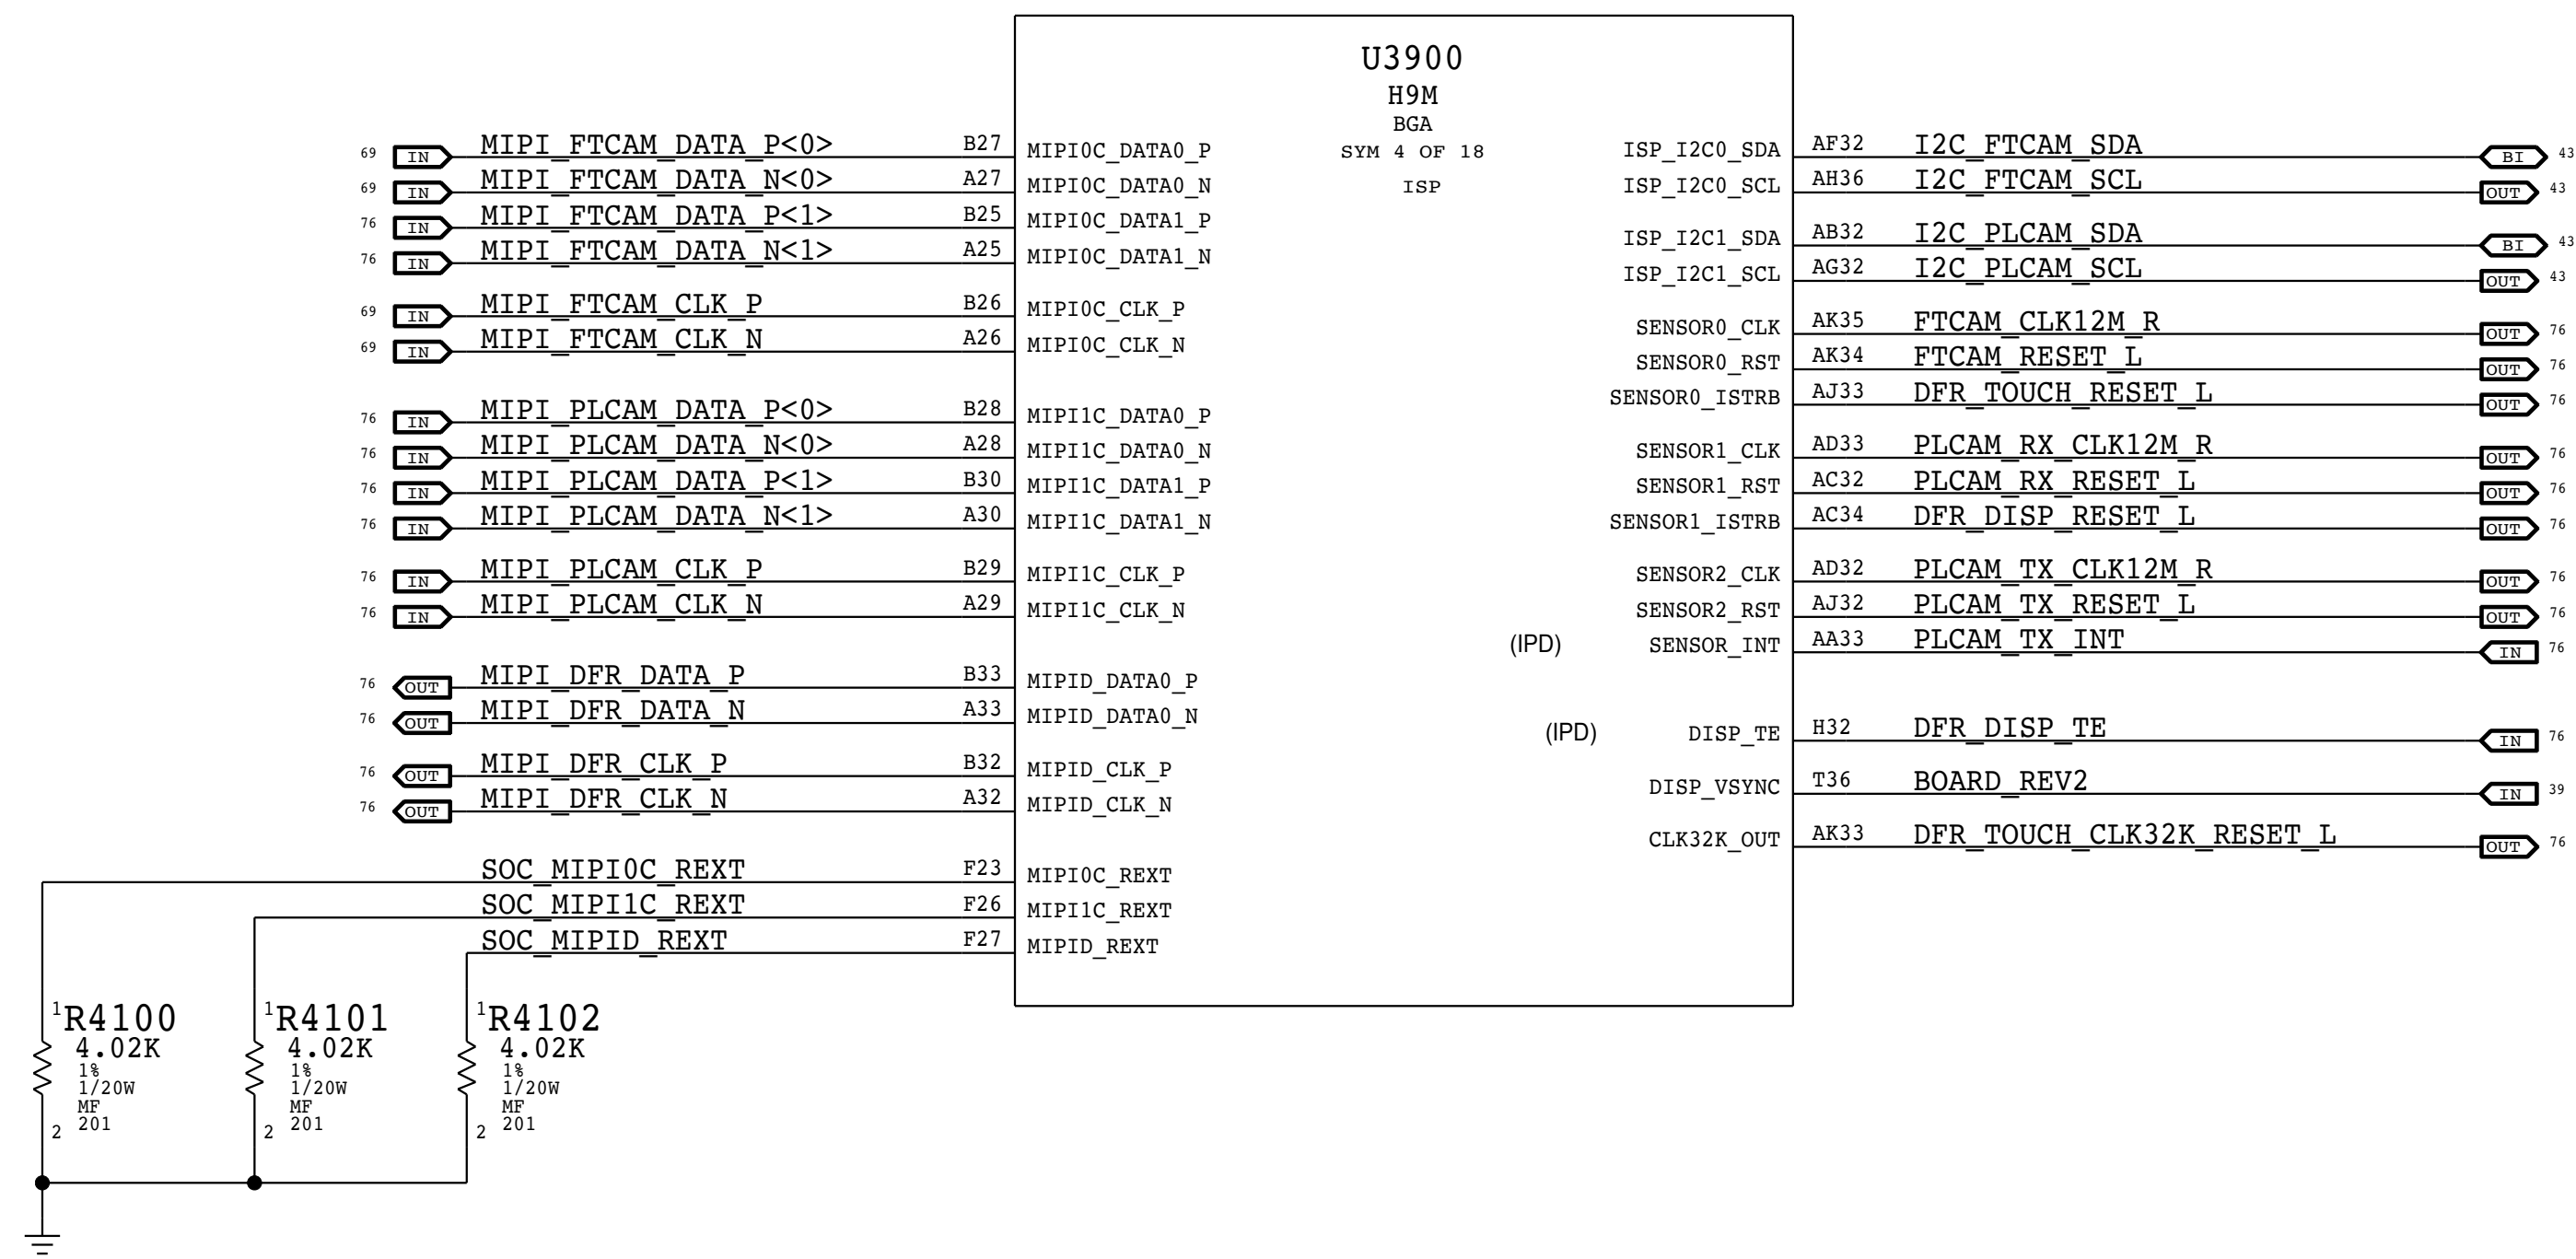 U3900
H9M
BGA
SYM 4 OF 18
ISP
69 IN MIPI_FTCAM_DATA_P<0> B27 MIPI0C_DATA0_P
69 IN MIPI_FTCAM_DATA_N<0> A27 MIPI0C_DATA0_N
76 IN MIPI_FTCAM_DATA_P<1> B25 MIPI0C_DATA1_P
76 IN MIPI_FTCAM_DATA_N<1> A25 MIPI0C_DATA1_N
69 IN MIPI_FTCAM_CLK_P B26 MIPI0C_CLK_P
69 IN MIPI_FTCAM_CLK_N A26 MIPI0C_CLK_N
76 IN MIPI_PLCAM_DATA_P<0> B28 MIPI1C_DATA0_P
76 IN MIPI_PLCAM_DATA_N<0> A28 MIPI1C_DATA0_N
76 IN MIPI_PLCAM_DATA_P<1> B30 MIPI1C_DATA1_P
76 IN MIPI_PLCAM_DATA_N<1> A30 MIPI1C_DATA1_N
76 IN MIPI_PLCAM_CLK_P B29 MIPI1C_CLK_P
76 IN MIPI_PLCAM_CLK_N A29 MIPI1C_CLK_N
76 OUT MIPI_DFR_DATA_P B33 MIPID_DATA0_P
76 OUT MIPI_DFR_DATA_N A33 MIPID_DATA0_N
76 OUT MIPI_DFR_CLK_P B32 MIPID_CLK_P
76 OUT MIPI_DFR_CLK_N A32 MIPID_CLK_N
SOC_MIPI0C_REXT F23 MIPI0C_REXT
SOC_MIPI1C_REXT F26 MIPI1C_REXT
SOC_MIPID_REXT F27 MIPID_REXT
ISP_I2C0_SDA AF32 I2C_FTCAM_SDA BI 43
ISP_I2C0_SCL AH36 I2C_FTCAM_SCL OUT 43
ISP_I2C1_SDA AB32 I2C_PLCAM_SDA BI 43
ISP_I2C1_SCL AG32 I2C_PLCAM_SCL OUT 43
SENSOR0_CLK AK35 FTCAM_CLK12M_R OUT 76
SENSOR0_RST AK34 FTCAM_RESET_L OUT 76
SENSOR0_ISTRB AJ33 DFR_TOUCH_RESET_L OUT 76
SENSOR1_CLK AD33 PLCAM_RX_CLK12M_R OUT 76
SENSOR1_RST AC32 PLCAM_RX_RESET_L OUT 76
SENSOR1_ISTRB AC34 DFR_DISP_RESET_L OUT 76
SENSOR2_CLK AD32 PLCAM_TX_CLK12M_R OUT 76
SENSOR2_RST AJ32 PLCAM_TX_RESET_L OUT 76
(IPD) SENSOR_INT AA33 PLCAM_TX_INT IN 76
(IPD) DISP_TE H32 DFR_DISP_TE IN 76
DISP_VSYNC T36 BOARD_REV2 IN 39
CLK32K_OUT AK33 DFR_TOUCH_CLK32K_RESET_L OUT 76
1 R4100
4.02K
1%
1/20W
MF
201
2
1 R4101
4.02K
1%
1/20W
MF
201
2
1 R4102
4.02K
1%
1/20W
MF
201
2